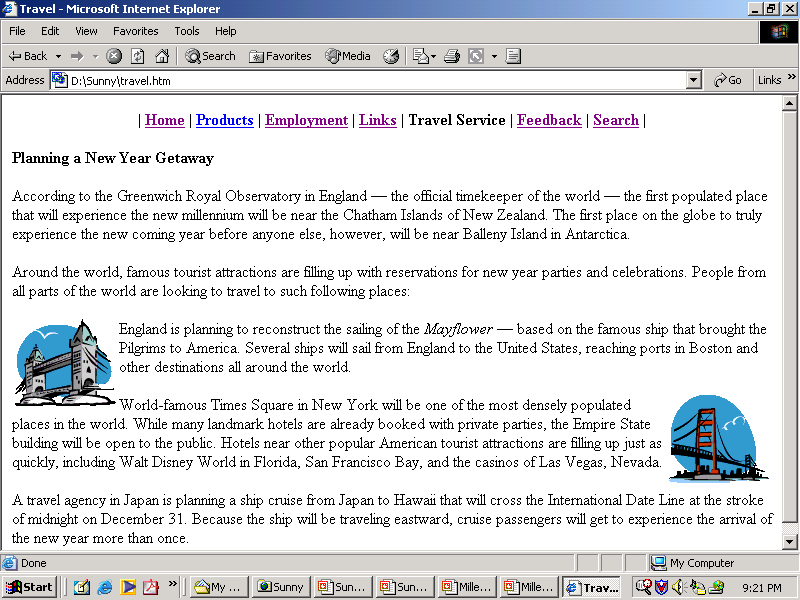 Travel - Microsoft Internet Explorer
File Edit View Favorites Tools Help
Back Search Favorites Media
Address D:\Sunny\travel.htm Go Links »
| Home | Products | Employment | Links | Travel Service | Feedback | Search |
Planning a New Year Getaway
According to the Greenwich Royal Observatory in England — the official timekeeper of the world — the first populated place
that will experience the new millennium will be near the Chatham Islands of New Zealand. The first place on the globe to truly
experience the new coming year before anyone else, however, will be near Balleny Island in Antarctica.
Around the world, famous tourist attractions are filling up with reservations for new year parties and celebrations. People from
all parts of the world are looking to travel to such following places:
England is planning to reconstruct the sailing of the Mayflower — based on the famous ship that brought the
Pilgrims to America. Several ships will sail from England to the United States, reaching ports in Boston and
other destinations all around the world.
World-famous Times Square in New York will be one of the most densely populated
places in the world. While many landmark hotels are already booked with private parties, the Empire State
building will be open to the public. Hotels near other popular American tourist attractions are filling up just as
quickly, including Walt Disney World in Florida, San Francisco Bay, and the casinos of Las Vegas, Nevada.
A travel agency in Japan is planning a ship cruise from Japan to Hawaii that will cross the International Date Line at the stroke
of midnight on December 31. Because the ship will be traveling eastward, cruise passengers will get to experience the arrival of
the new year more than once.
Done My Computer
Start » My ... Sunny Sun... Sun... Mille... Mille... Trav... 9:21 PM